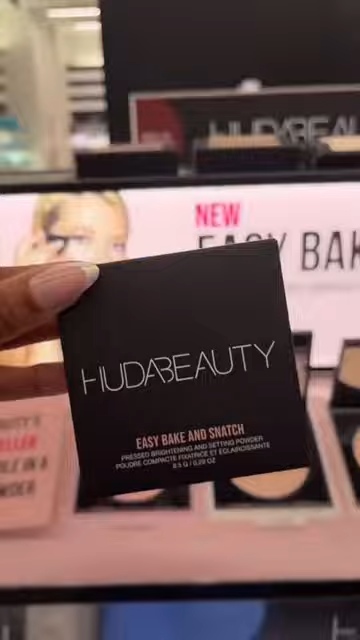 HUDABEAUTY
NEW
EASY BAK
HUDABEAUTY
EASY BAKE AND SNATCH
PRESSED BRIGHTENING AND SETTING POWDER
POUDRE COMPACTE FIXATRICE ET ÉCLAIRCISSANTE
8.5 G / 0.29 OZ